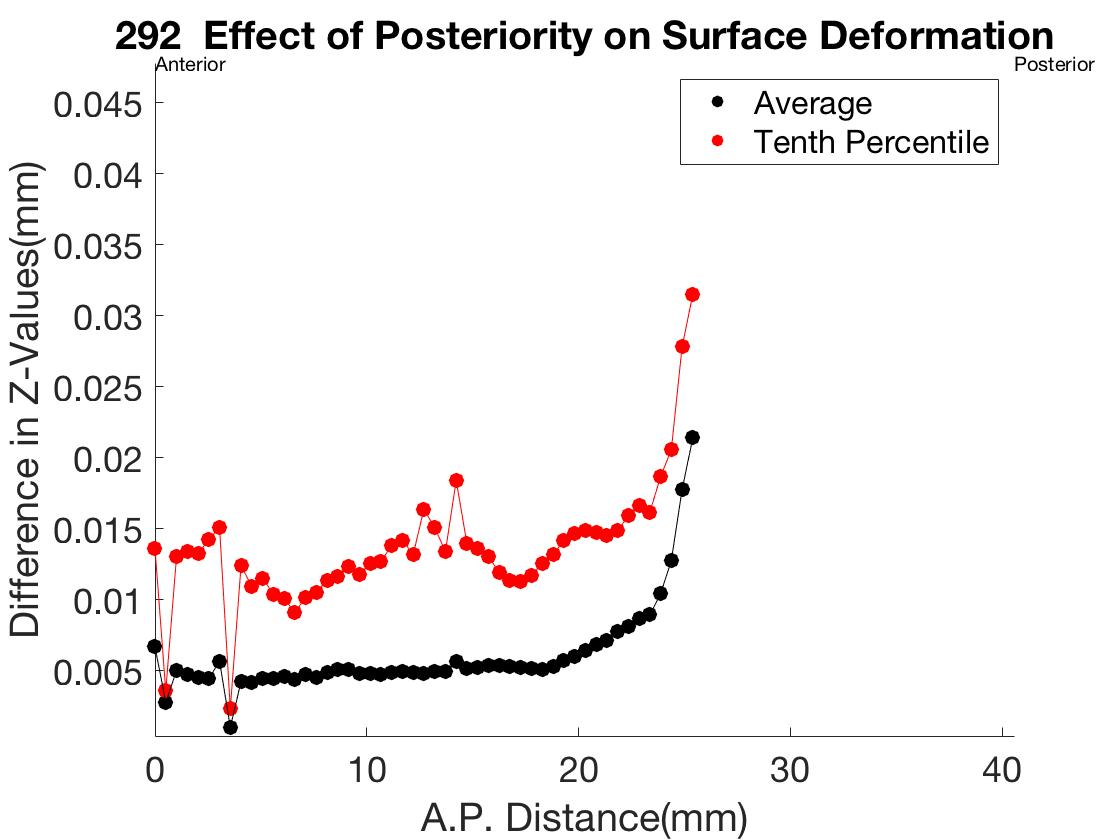 292  Effect of Posteriority on Surface Deformation
Anterior
Posterior
Average
Tenth Percentile
Difference in Z-Values(mm)
0.045
0.04
0.035
0.03
0.025
0.02
0.015
0.01
0.005
0
10
20
30
40
A.P. Distance(mm)